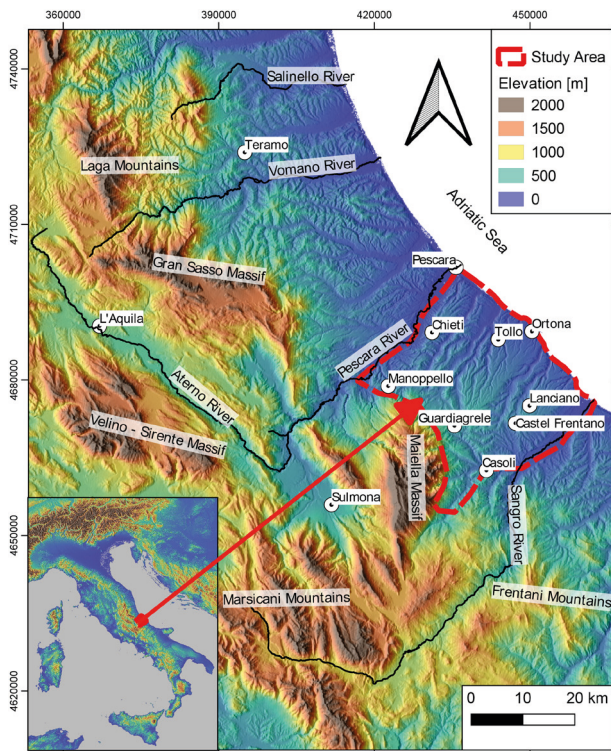 360000
390000
420000
450000
4740000
4710000
4680000
4650000
4620000
Study Area
Elevation [m]
2000
1500
1000
500
0
Salinello River
Teramo
Laga Mountains
Vomano River
Adriatic Sea
Gran Sasso Massif
Pescara
L'Aquila
Pescara River
Chieti
Tollo
Ortona
Aterno River
Manoppello
Lanciano
Velino - Sirente Massif
Guardiagrele
Castel Frentano
Maiella Massif
Casoli
Sulmona
Sangro River
Marsicani Mountains
Frentani Mountains
0 10 20 km